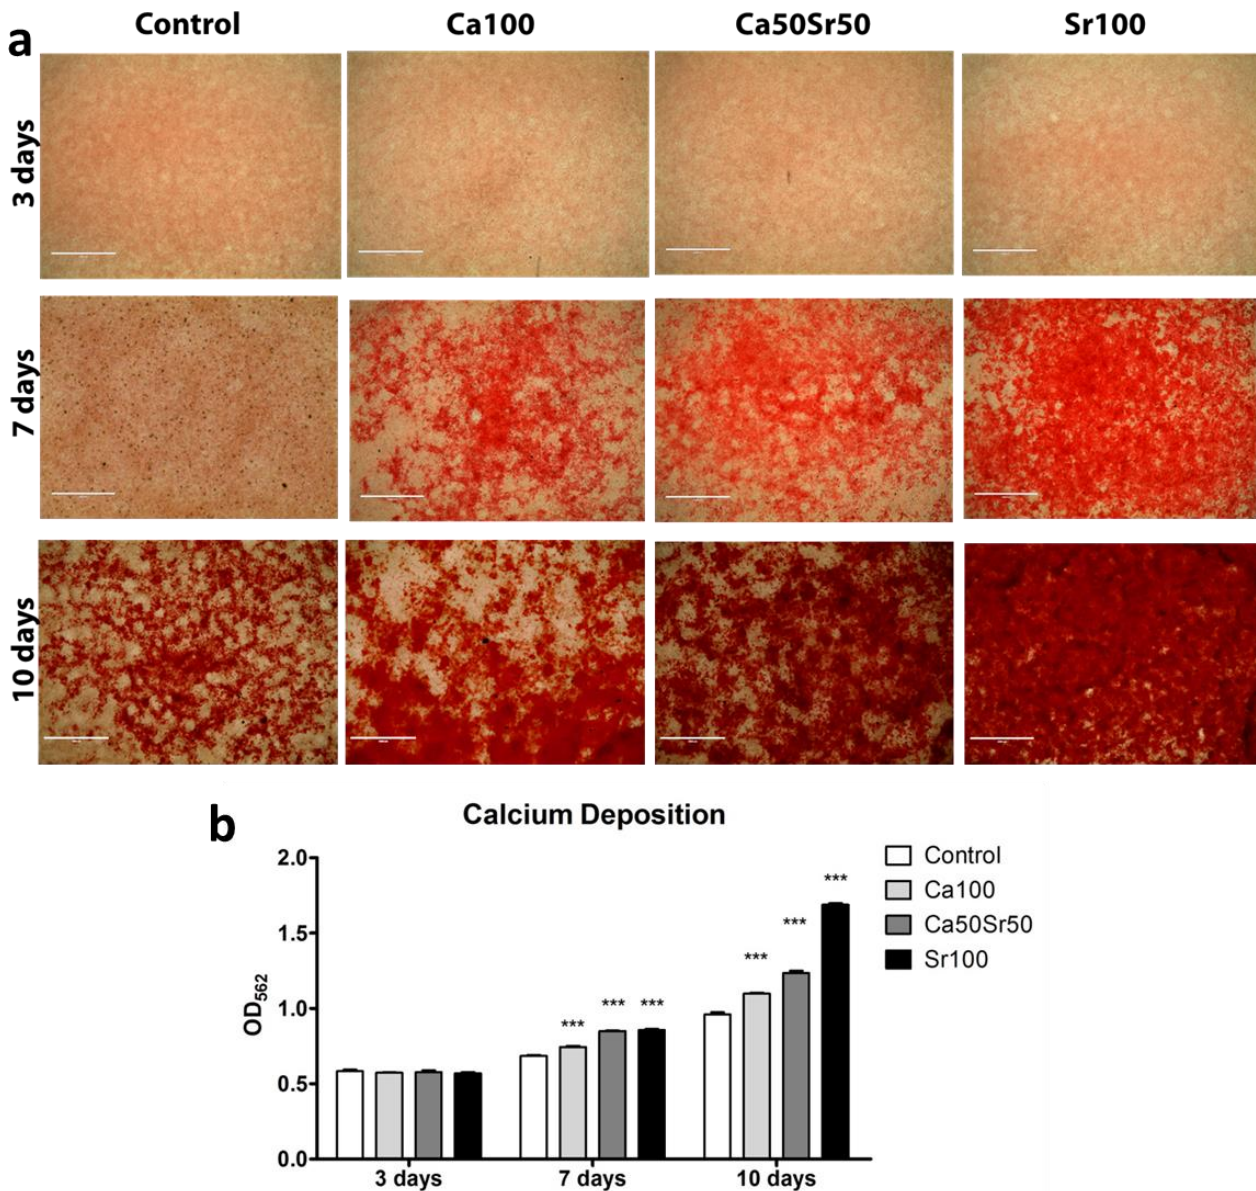 a
Control
Ca100
Ca50Sr50
Sr100
3 days
7 days
10 days
b
Calcium Deposition
2.0
1.5
1.0
0.5
0.0
OD562
***
***
***
***
***
***
3 days
7 days
10 days
Control
Ca100
Ca50Sr50
Sr100